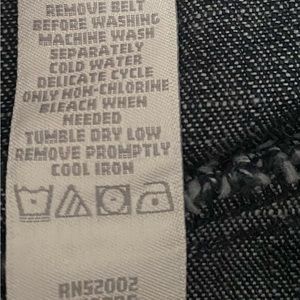 REMOVE BELT
BEFORE WASHING
MACHINE WASH
SEPARATELY
COLD WATER
DELICATE CYCLE
ONLY NON-CHLORINE
BLEACH WHEN
NEEDED
TUMBLE DRY LOW
REMOVE PROMPTLY
COOL IRON
RN52002